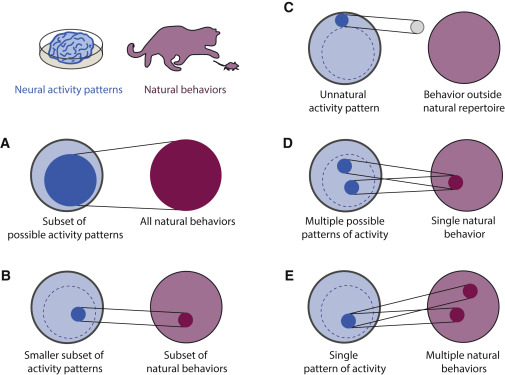 Neural activity patterns
Natural behaviors
A
Subset of
possible activity patterns
All natural behaviors
B
Smaller subset of
activity patterns
Subset of
natural behaviors
C
Unnatural
activity pattern
Behavior outside
natural repertoire
D
Multiple possible
patterns of activity
Single natural
behavior
E
Single
pattern of activity
Multiple natural
behaviors